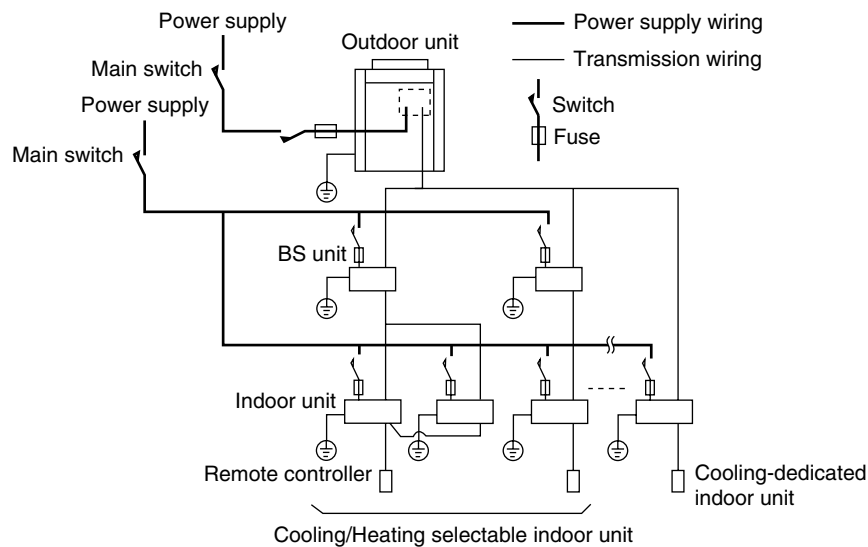 Power supply
Outdoor unit
Power supply wiring
Main switch
Transmission wiring
Power supply
Switch
Main switch
Fuse
BS unit
Indoor unit
Remote controller
Cooling-dedicated
indoor unit
Cooling/Heating selectable indoor unit